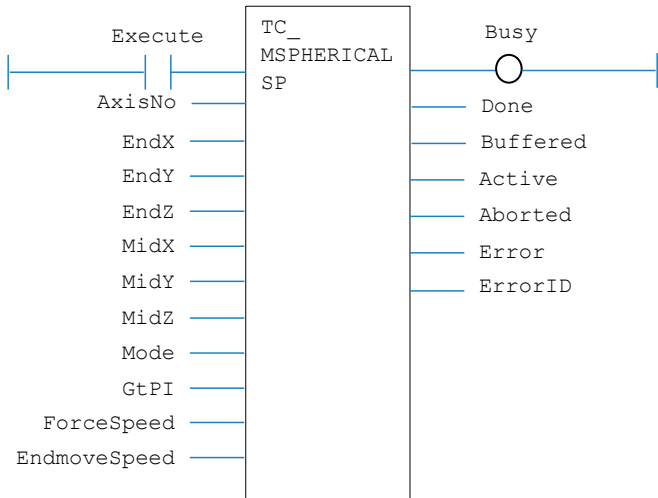 Execute
TC_
MSPHERICAL
SP
Busy
AxisNo
EndX
EndY
EndZ
MidX
MidY
MidZ
Mode
GtPI
ForceSpeed
EndmoveSpeed
Done
Buffered
Active
Aborted
Error
ErrorID